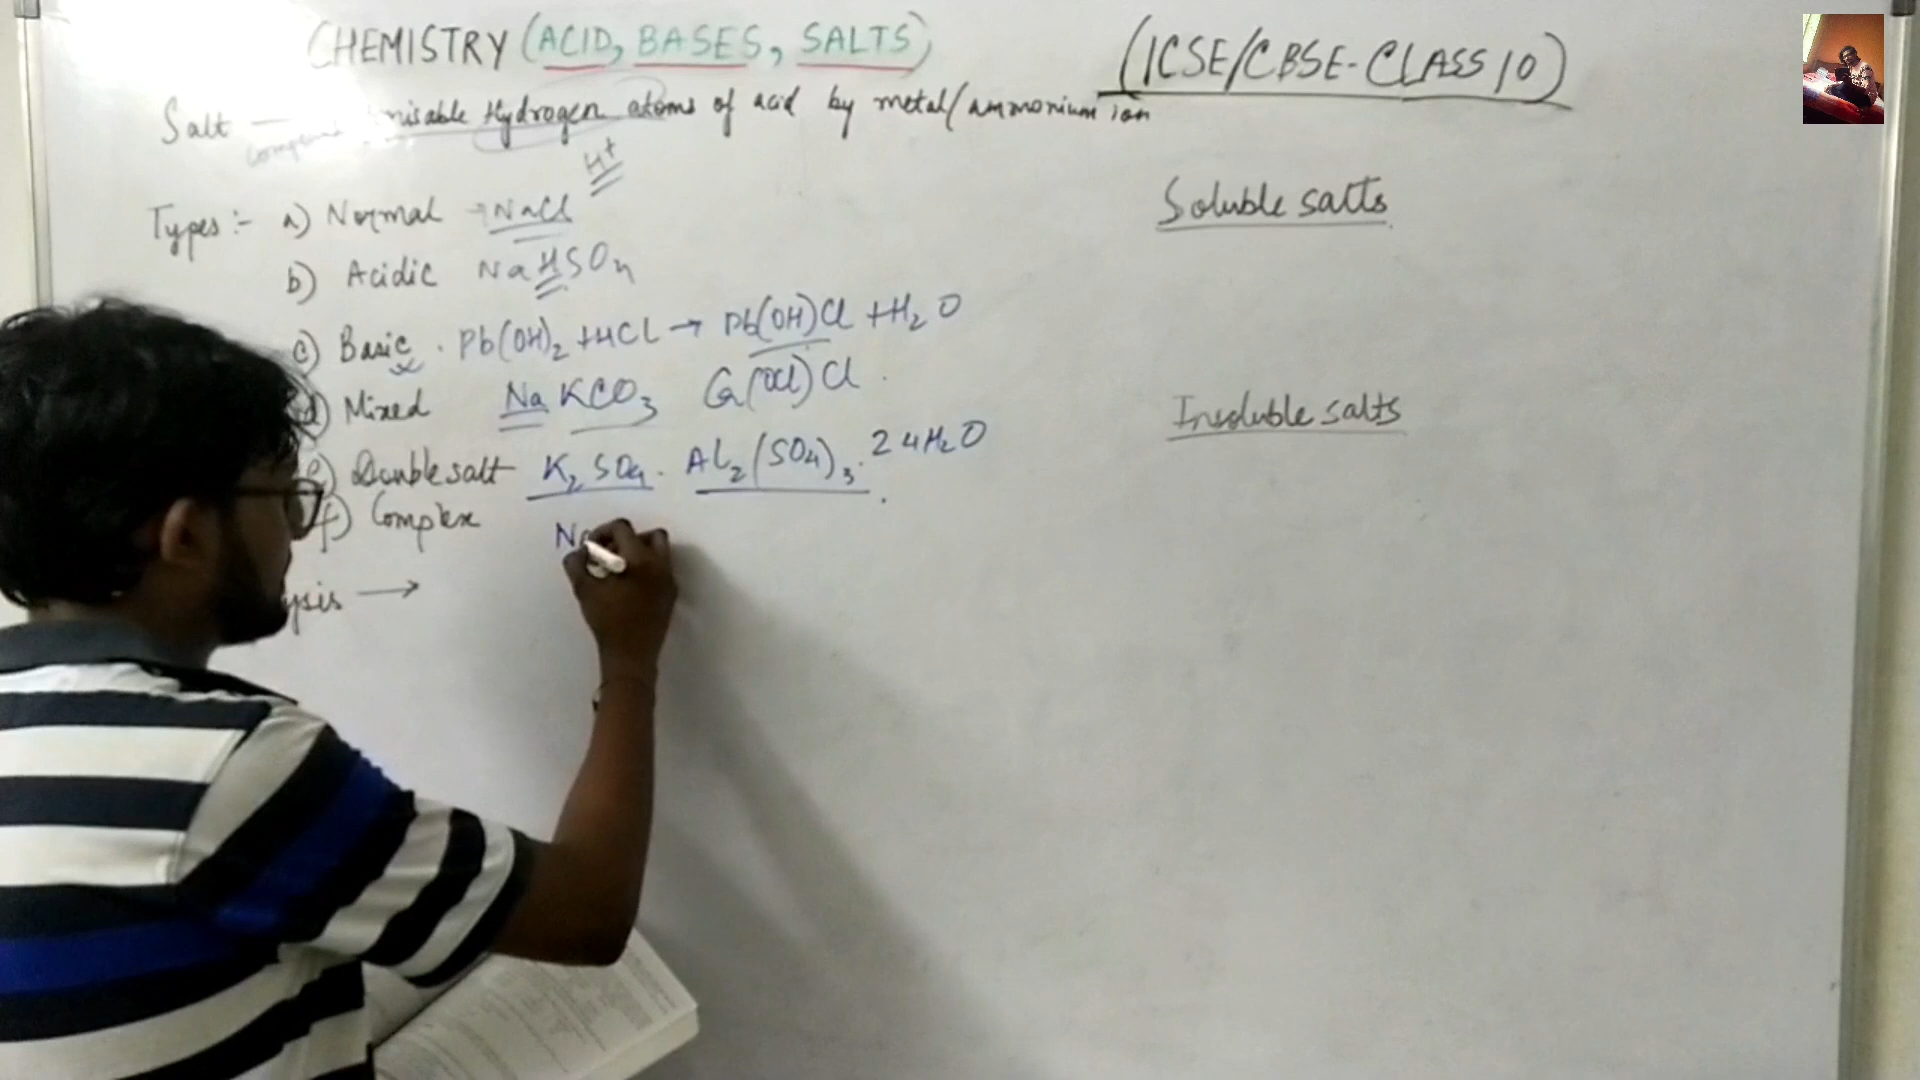 CHEMISTRY (ACID, BASES, SALTS)
(ICSE/CBSE-CLASS 10)
Salt — Hydrogen atoms of acid by metal/ammonium ion
H+
Types:- a) Normal → NaCl
b) Acidic NaHSO4
c) Basic . Pb(OH)2 + HCl → Pb(OH)Cl + H2O
d) Mixed NaKCO3 Ca(OCl)Cl
e) Double salt K2SO4 . Al2(SO4)3 . 24H2O
f) Complex Na
→
Soluble salts
Insoluble salts